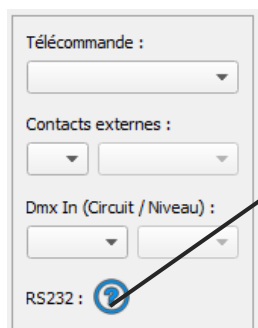 Télécommande :
Contacts externes :
Dmx In (Circuit / Niveau) :
RS232 : ?